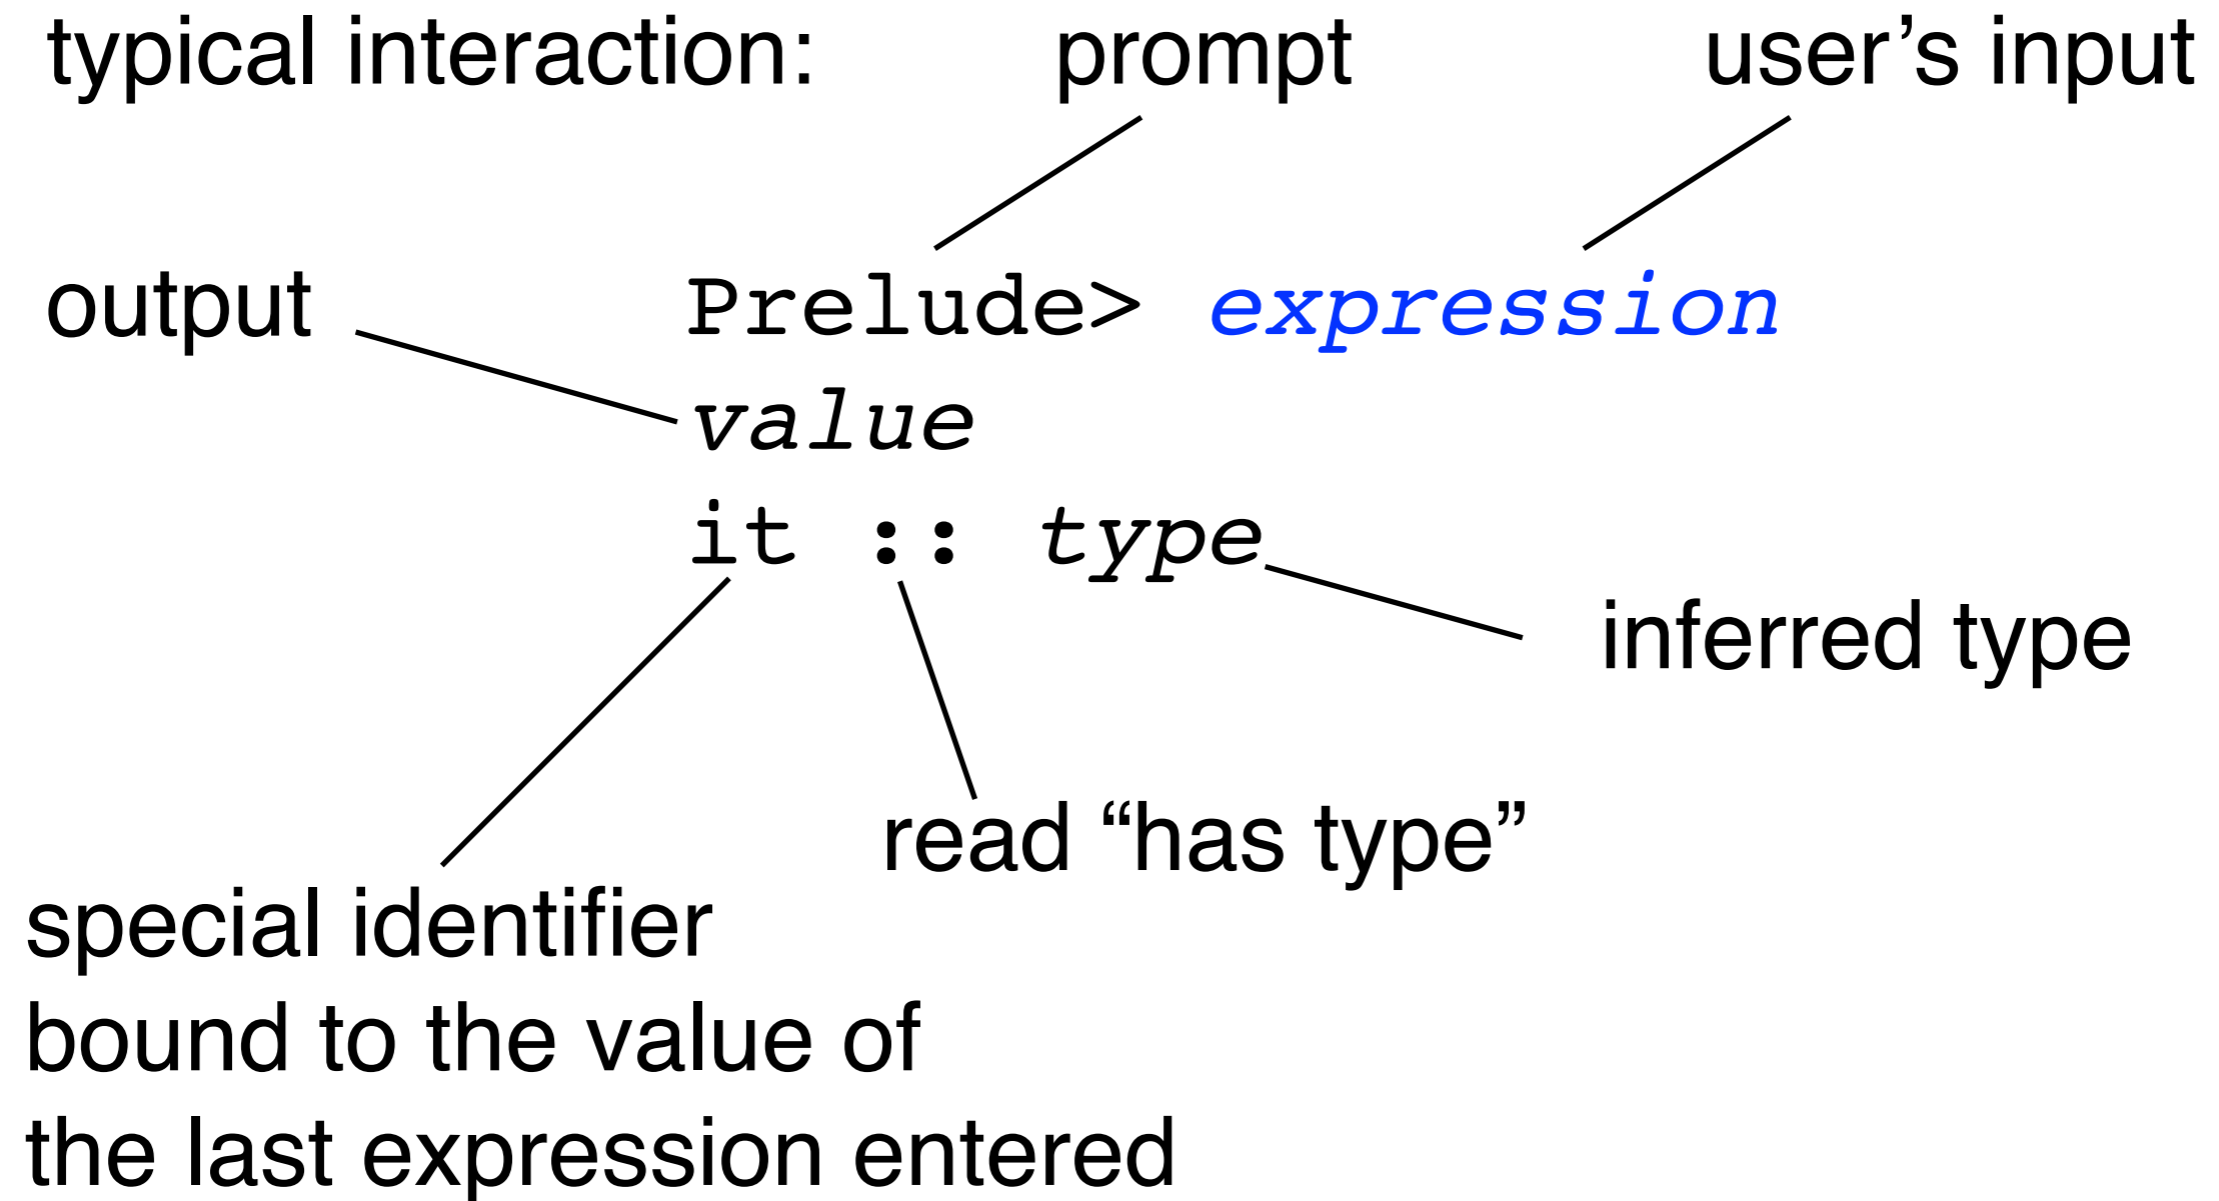 typical interaction: prompt user’s input
output Prelude> expression
value
it :: type
inferred type
read “has type”
special identifier
bound to the value of
the last expression entered